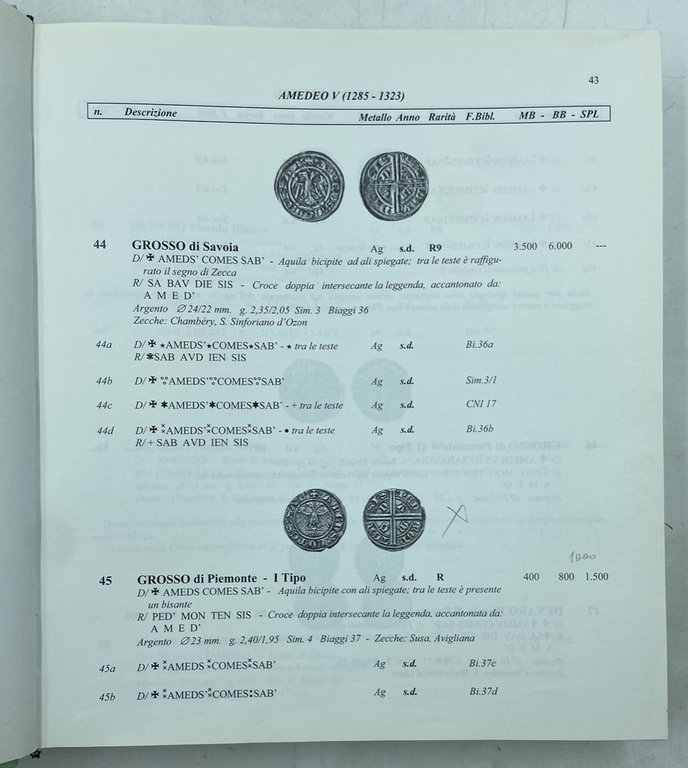 43
AMEDEO V (1285 - 1323)
n. Descrizione Metallo Anno Rarità F.Bibl. MB - BB - SPL
44 GROSSO di Savoia Ag s.d. R9 3.500 6.000 ---
D/ ✠ AMEDS' COMES SAB' - Aquila bicipite ad ali spiegate; tra le teste è raffigu-
rato il segno di Zecca
R/ SA BAV DIE SIS - Croce doppia intersecante la leggenda, accantonato da:
A M E D'
Argento Ø 24/22 mm. g. 2,35/2,05 Sim. 3 Biaggi 36
Zecche: Chambéry, S. Sinforiano d'Ozon
44a D/ ✠ ★AMEDS'★COMES★SAB' - ★ tra le teste Ag s.d. Bi.36a
R/ ✱SAB AVD IEN SIS
44b D/ ✠ °°AMEDS'°°COMES°°SAB' Ag s.d. Sim.3/1
44c D/ ✠ ✶AMEDS'✶COMES✶SAB' - + tra le teste Ag s.d. CNI 17
44d D/ ✠ ×AMEDS'×COMES×SAB' - • tra le teste Ag s.d. Bi.36b
R/ + SAB AVD IEN SIS
1000
45 GROSSO di Piemonte - I Tipo Ag s.d. R 400 800 1.500
D/ ✠ AMED COMES SAB' - Aquila bicipite con ali spiegate; tra le teste è presente
un bisante
R/ PED' MON TEN SIS - Croce doppia intersecante la leggenda, accantonata da:
A M E D'
Argento Ø 23 mm. g. 2,40/1,95 Sim. 4 Biaggi 37 - Zecche: Susa, Avigliana
45a D/ ✠ ×AMEDS×COMES×SAB' Ag s.d. Bi.37c
45b D/ ✠ ×AMEDS'×COMES:SAB' Ag s.d. Bi.37d